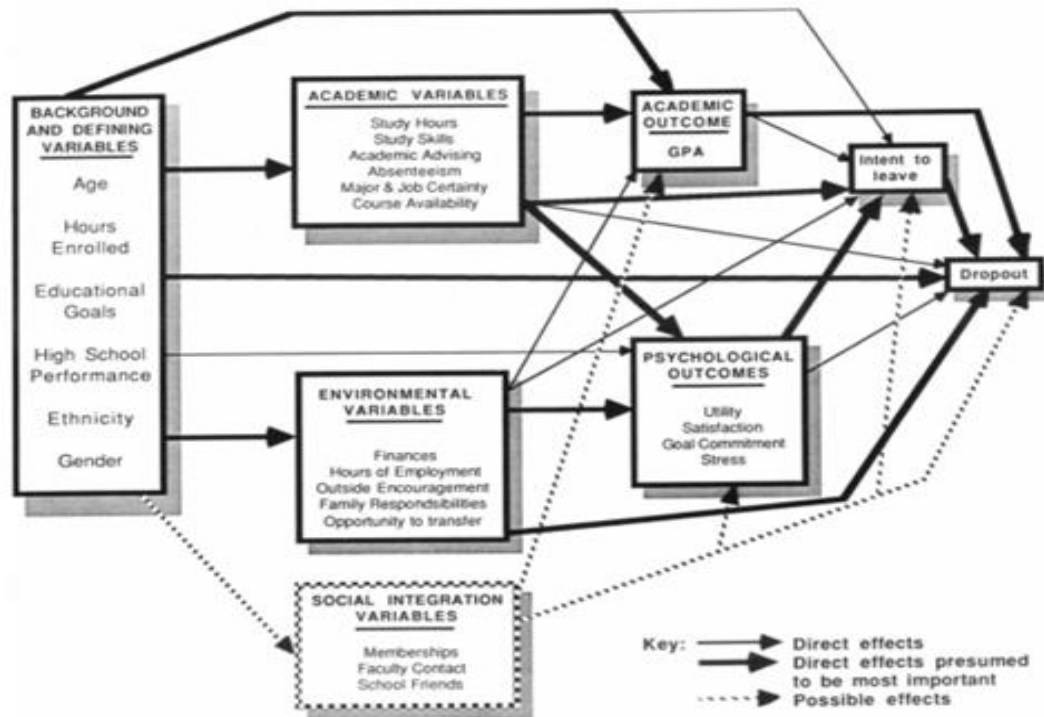 BACKGROUND
AND DEFINING
VARIABLES
Age
Hours
Enrolled
Educational
Goals
High School
Performance
Ethnicity
Gender
ACADEMIC VARIABLES
Study Hours
Study Skills
Academic Advising
Absenteeism
Major & Job Certainty
Course Availability
ENVIRONMENTAL
VARIABLES
Finances
Hours of Employment
Outside Encouragement
Family Respondsibilities
Opportunity to transfer
SOCIAL INTEGRATION
VARIABLES
Memberships
Faculty Contact
School Friends
ACADEMIC
OUTCOME
GPA
PSYCHOLOGICAL
OUTCOMES
Utility
Satisfaction
Goal Commitment
Stress
Intent to
leave
Dropout
Key:
Direct effects
Direct effects presumed
to be most important
Possible effects